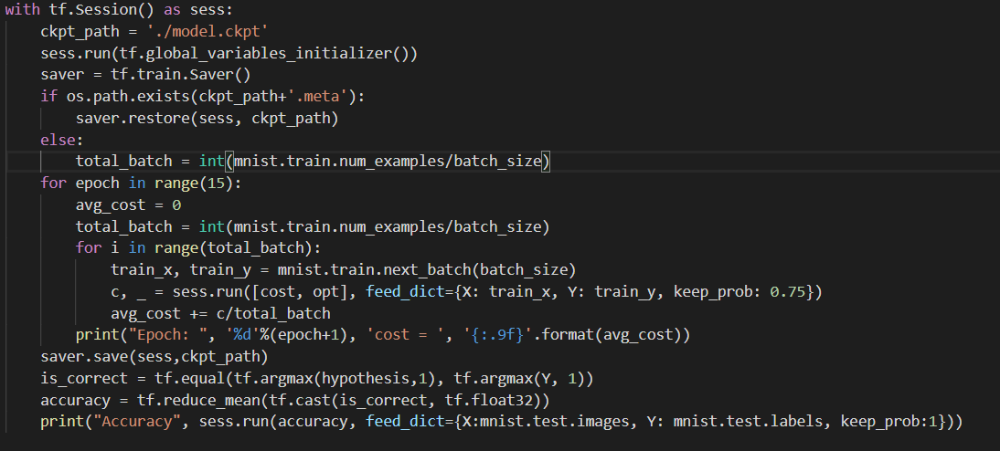 with tf.Session() as sess:
    ckpt_path = './model.ckpt'
    sess.run(tf.global_variables_initializer())
    saver = tf.train.Saver()
    if os.path.exists(ckpt_path+'.meta'):
        saver.restore(sess, ckpt_path)
    else:
        total_batch = int(mnist.train.num_examples/batch_size)
    for epoch in range(15):
        avg_cost = 0
        total_batch = int(mnist.train.num_examples/batch_size)
        for i in range(total_batch):
            train_x, train_y = mnist.train.next_batch(batch_size)
            c, _ = sess.run([cost, opt], feed_dict={X: train_x, Y: train_y, keep_prob: 0.75})
            avg_cost += c/total_batch
        print("Epoch: ", '%d'%(epoch+1), 'cost = ', '{:.9f}'.format(avg_cost))
    saver.save(sess,ckpt_path)
    is_correct = tf.equal(tf.argmax(hypothesis,1), tf.argmax(Y, 1))
    accuracy = tf.reduce_mean(tf.cast(is_correct, tf.float32))
    print("Accuracy", sess.run(accuracy, feed_dict={X:mnist.test.images, Y: mnist.test.labels, keep_prob:1}))